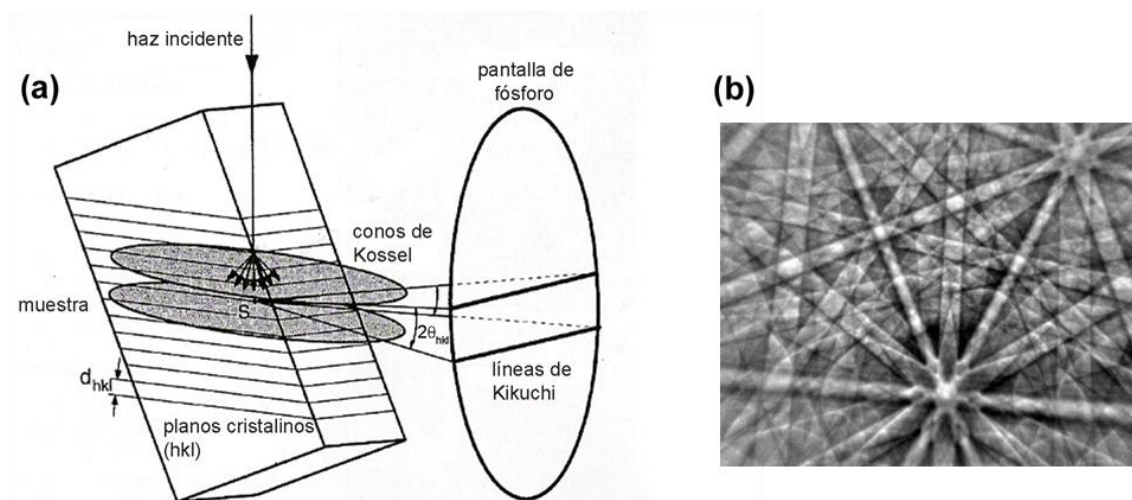 haz incidente
(a)
pantalla de
fósforo
(b)
conos de
Kossel
muestra
S
2θhkl
líneas de
Kikuchi
dhkl
planos cristalinos
(hkl)